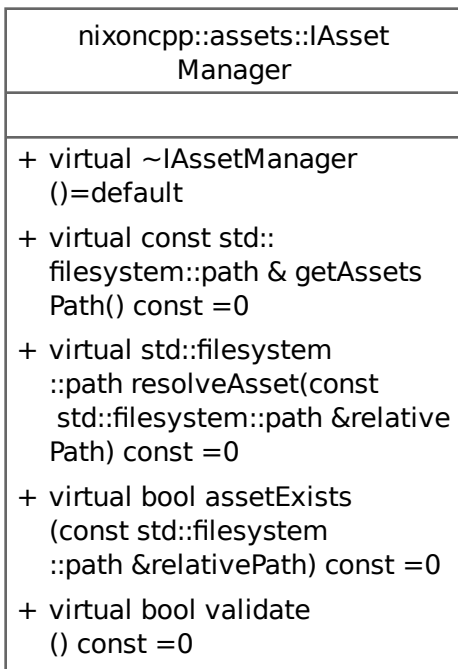 nixoncpp::assets::IAsset
Manager
+ virtual ~IAssetManager
()=default
+ virtual const std::
filesystem::path & getAssets
Path() const =0
+ virtual std::filesystem
::path resolveAsset(const
std::filesystem::path &relative
Path) const =0
+ virtual bool assetExists
(const std::filesystem
::path &relativePath) const =0
+ virtual bool validate
() const =0